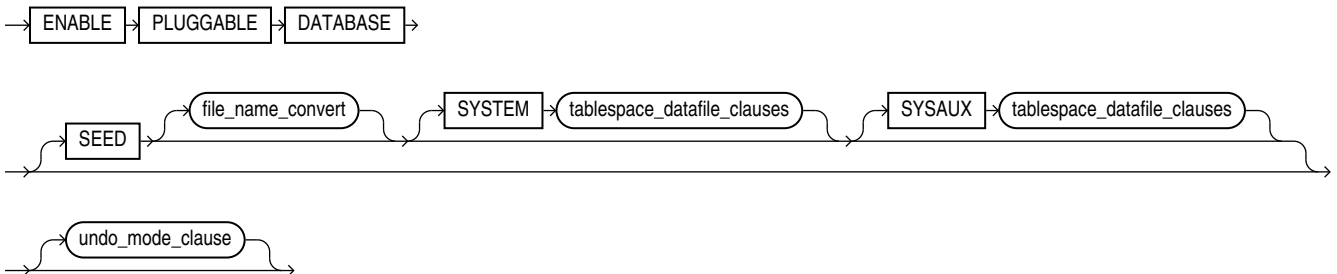 ENABLE PLUGGABLE DATABASE
file_name_convert SYSTEM tablespace_datafile_clauses SYSAUX tablespace_datafile_clauses
SEED
undo_mode_clause